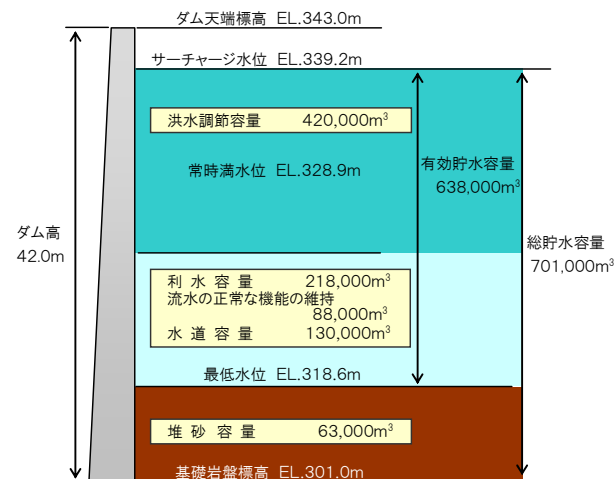 ダム天端標高 EL.343.0m
サーチャージ水位 EL.339.2m
洪水調節容量 420,000m³
常時満水位 EL.328.9m
有効貯水容量
638,000m³
ダム高
42.0m
総貯水容量
701,000m³
利水容量 218,000m³
流水の正常な機能の維持
88,000m³
水道容量 130,000m³
最低水位 EL.318.6m
堆砂容量 63,000m³
基礎岩盤標高 EL.301.0m